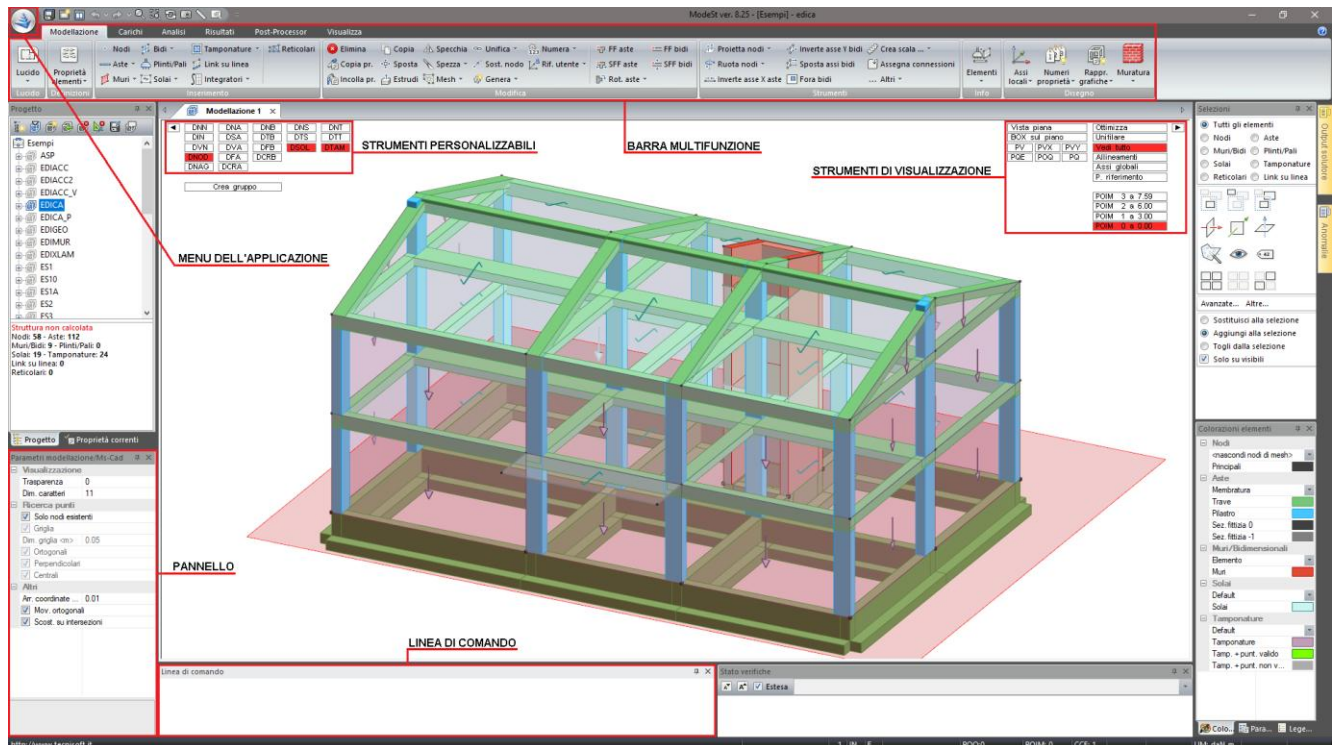 ModeSt ver. 8.25 - [Esempi] - edica
Modellazione Carichi Analisi Risultati Post-Processor Visualizza
Nodi Bidi Tamponature Reticolari Elimina Copia Specchia Unifica Numera FF aste FF bidi Proietta nodi Inverte asse Y bidi Crea scala ...
Lucido Proprietà elementi Aste Plinti/Pali Link su linea Copia pr. Sposta Spezza Sost. nodo Rif. utente SFF aste SFF bidi Ruota nodi Sposta assi bidi Assegna connessioni Elementi Assi locali Numeri proprietà Rappr. grafiche Muratura
Muri Solai Integratori Incolla pr. Estrudi Mesh Genera Rot. aste Inverte asse X aste Fora bidi ... Altri
Lucido Definizioni Inserimento Modifica Strumenti Info Disegno
Progetto
Esempi
ASP
EDIACC
EDIACC2
EDIACC_V
EDICA
EDICA_P
EDIGEO
EDIMUR
EDIXLAM
ES1
ES10
ES1A
ES2
ES3
Struttura non calcolata
Nodi: 58 - Aste: 112
Muri/Bidi: 9 - Plinti/Pali: 0
Solai: 19 - Tamponature: 24
Link su linea: 0
Reticolari: 0
Progetto Proprietà correnti
Parametri modellazione/Ms-Cad
Visualizzazione
Trasparenza 0
Dim. caratteri 11
Ricerca punti
Solo nodi esistenti
Griglia
Dim. griglia <m> 0.05
Ortogonali
Perpendicolari
Centrali
Altri
Arr. coordinate ... 0.01
Mov. ortogonali
Scost. su intersezioni
Modellazione 1
DNN DNA DNB DNS DNT
DIN DSA DTB DTS DTT
DVN DVA DFB DSOL DTAM
DNOD DFA DCRB
DNAO DCRA
Crea gruppo
STRUMENTI PERSONALIZZABILI
BARRA MULTIFUNZIONE
STRUMENTI DI VISUALIZZAZIONE
MENU DELL'APPLICAZIONE
PANNELLO
LINEA DI COMANDO
Vista piana Ottimizza
BOX sul piano Unifilare
PV PVX PVY Vedi tutto
PQE POQ PQ Allineamenti
Assi globali
P. riferimento
POIM 3 a 7.59
POIM 2 a 6.00
POIM 1 a 3.00
POIM 0 a 0.00
Linea di comando
Stato verifiche
Estesa
Selezioni
Tutti gli elementi
Nodi Aste
Muri/Bidi Plinti/Pali
Solai Tamponature
Reticolari Link su linea
Avanzate... Altre...
Sostituisci alla selezione
Aggiungi alla selezione
Togli dalla selezione
Solo su visibili
Output solutore
Anomalie
Colorazioni elementi
Nodi
<nascondi nodi di mesh>
Principali
Aste
Membratura
Trave
Pilastro
Sez. fittizia 0
Sez. fittizia -1
Muri/Bidimensionali
Elemento
Muri
Solai
Default
Solai
Tamponature
Default
Tamponature
Tamp. + punt. valido
Tamp. + punt. non v...
Colo... Para... Lege...